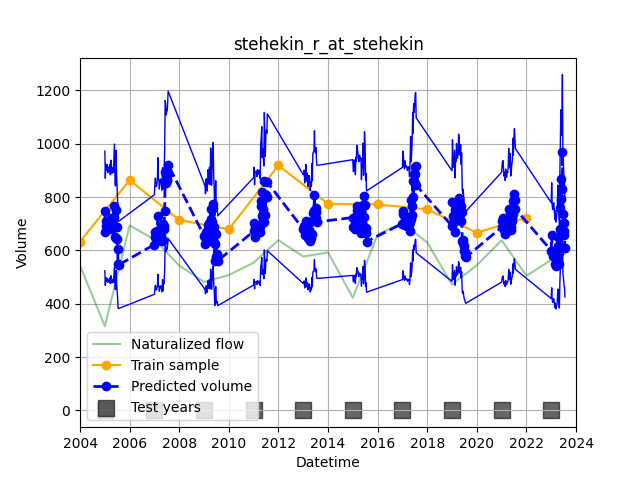 stehekin_r_at_stehekin
1200
1000
800
600
400
200
0
Volume
Naturalized flow
Train sample
Predicted volume
Test years
2004 2006 2008 2010 2012 2014 2016 2018 2020 2022 2024
Datetime